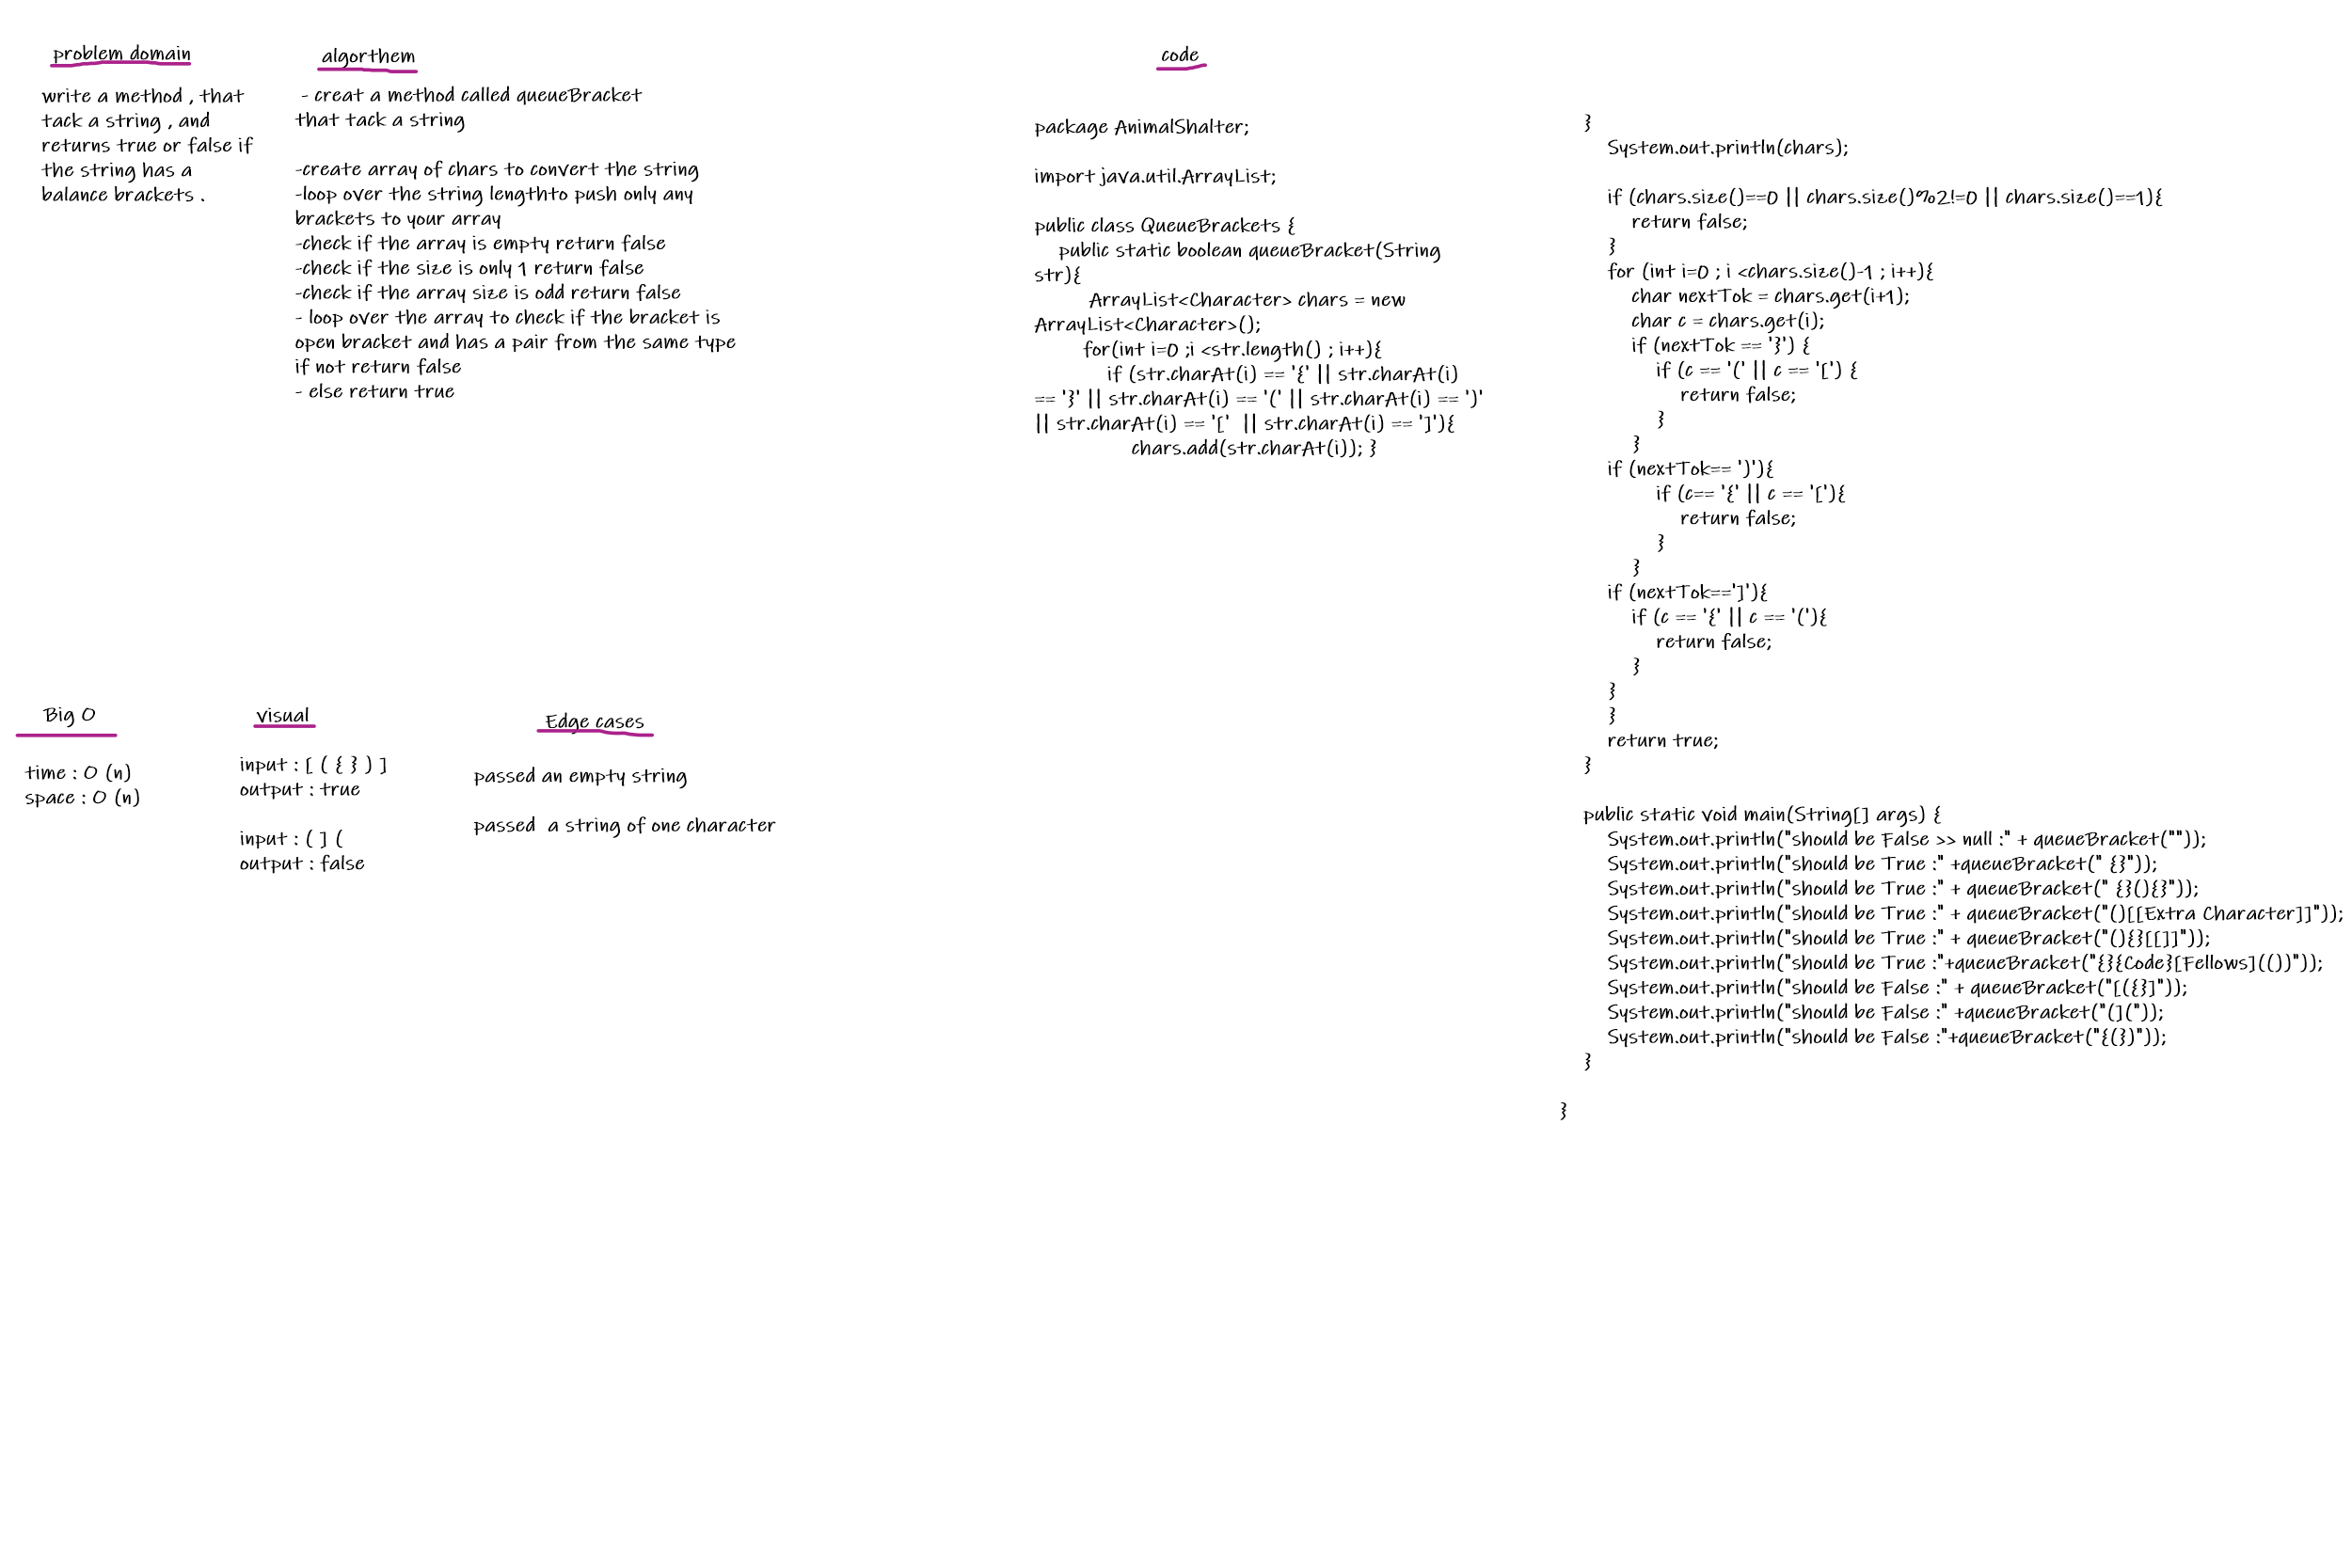 problem domain
write a method , that
tack a string , and
returns true or false if
the string has a
balance brackets .
algorthem
- creat a method called queueBracket
that tack a string
-create array of chars to convert the string
-loop over the string lengthto push only any
brackets to your array
-check if the array is empty return false
-check if the size is only 1 return false
-check if the array size is odd return false
- loop over the array to check if the bracket is
open bracket and has a pair from the same type
if not return false
- else return true
Big O
time : O (n)
space : O (n)
visual
input : [ ( { } ) ]
output : true
input : ( ] (
output : false
Edge cases
passed an empty string
passed  a string of one character
code
package AnimalShalter;
import java.util.ArrayList;
public class QueueBrackets {
public static boolean queueBracket(String
str){
ArrayList<Character> chars = new
ArrayList<Character>();
for(int i=0 ;i <str.length() ; i++){
if (str.charAt(i) == '{' || str.charAt(i)
== '}' || str.charAt(i) == '(' || str.charAt(i) == ')'
|| str.charAt(i) == '['  || str.charAt(i) == ']'){
chars.add(str.charAt(i)); }
}
System.out.println(chars);
if (chars.size()==0 || chars.size()%2!=0 || chars.size()==1){
return false;
}
for (int i=0 ; i <chars.size()-1 ; i++){
char nextTok = chars.get(i+1);
char c = chars.get(i);
if (nextTok == '}') {
if (c == '(' || c == '[') {
return false;
}
}
if (nextTok== ')'){
if (c== '{' || c == '['){
return false;
}
}
if (nextTok==']'){
if (c == '{' || c == '('){
return false;
}
}
}
return true;
}
public static void main(String[] args) {
System.out.println("should be False >> null :" + queueBracket(""));
System.out.println("should be True :" +queueBracket(" {}"));
System.out.println("should be True :" + queueBracket(" {}(){}"));
System.out.println("should be True :" + queueBracket("()[[Extra Character]]"));
System.out.println("should be True :" + queueBracket("(){}[[]]"));
System.out.println("should be True :"+queueBracket("{}{Code}[Fellows](())"));
System.out.println("should be False :" + queueBracket("[({}]"));
System.out.println("should be False :" +queueBracket("(]("));
System.out.println("should be False :"+queueBracket("{(})"));
}
}